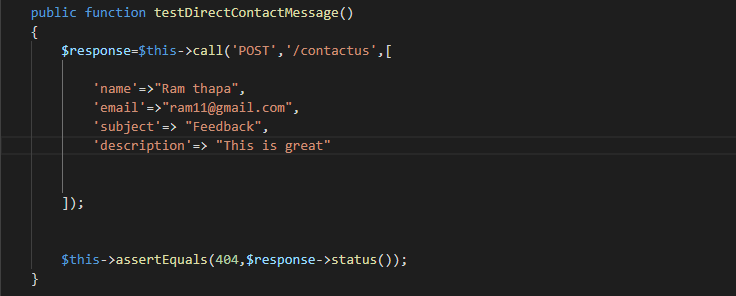 public function testDirectContactMessage()
{
$response=$this->call('POST','/contactus',[
'name'=>"Ram thapa",
'email'=>"ram11@gmail.com",
'subject'=> "Feedback",
'description'=> "This is great"
]);
$this->assertEquals(404,$response->status());
}